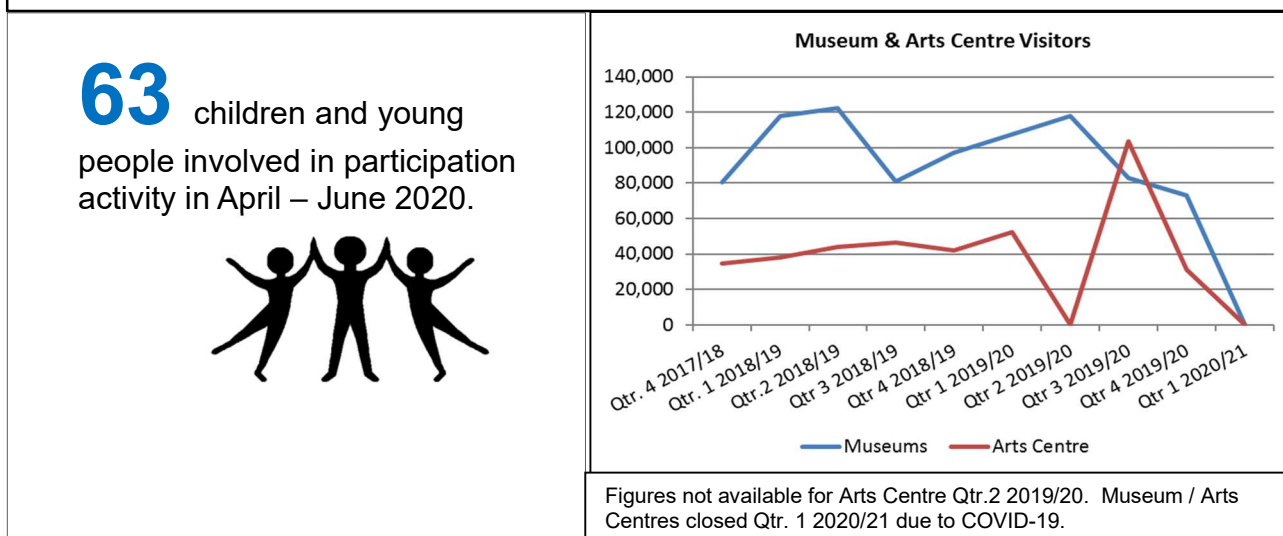 63 children and young
people involved in participation
activity in April – June 2020.
Museum & Arts Centre Visitors
140,000
120,000
100,000
80,000
60,000
40,000
20,000
0
Qtr. 4 2017/18
Qtr. 1 2018/19
Qtr.2 2018/19
Qtr 3 2018/19
Qtr 4 2018/19
Qtr 1 2019/20
Qtr 2 2019/20
Qtr 3 2019/20
Qtr 4 2019/20
Qtr 1 2020/21
Museums Arts Centre
Figures not available for Arts Centre Qtr.2 2019/20. Museum / Arts
Centres closed Qtr. 1 2020/21 due to COVID-19.